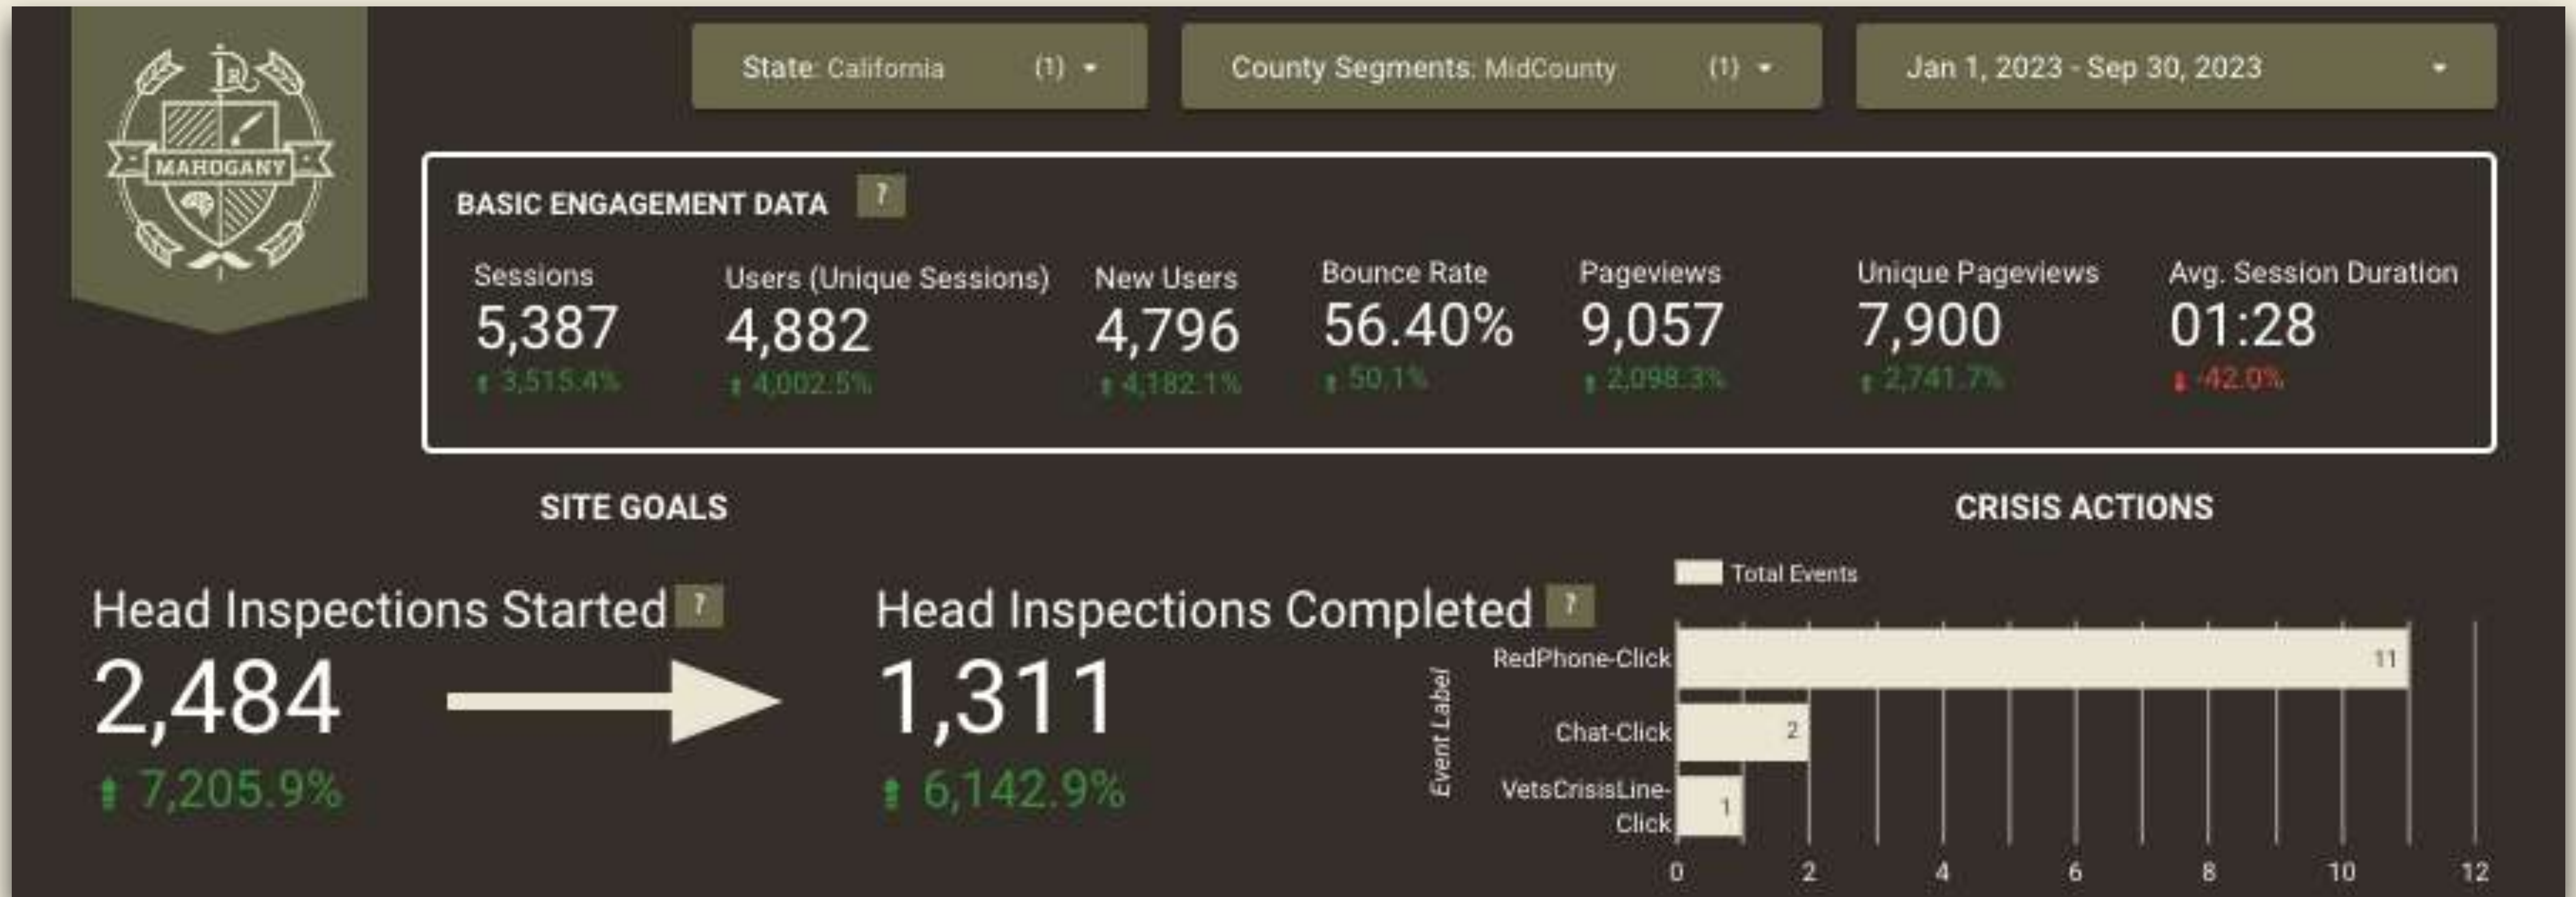 DR
MAHOGANY
State: California (1)
County Segments: MidCounty (1)
Jan 1, 2023 - Sep 30, 2023
BASIC ENGAGEMENT DATA ?
Sessions
5,387
3,515.4%
Users (Unique Sessions)
4,882
4,002.5%
New Users
4,796
4,182.1%
Bounce Rate
56.40%
50.1%
Pageviews
9,057
2,098.3%
Unique Pageviews
7,900
2,741.7%
Avg. Session Duration
01:28
-42.0%
SITE GOALS
Head Inspections Started ?
2,484
7,205.9%
Head Inspections Completed ?
1,311
6,142.9%
CRISIS ACTIONS
Total Events
Event Label
RedPhone-Click
11
Chat-Click
2
VetsCrisisLine-
Click
1
0 2 4 6 8 10 12